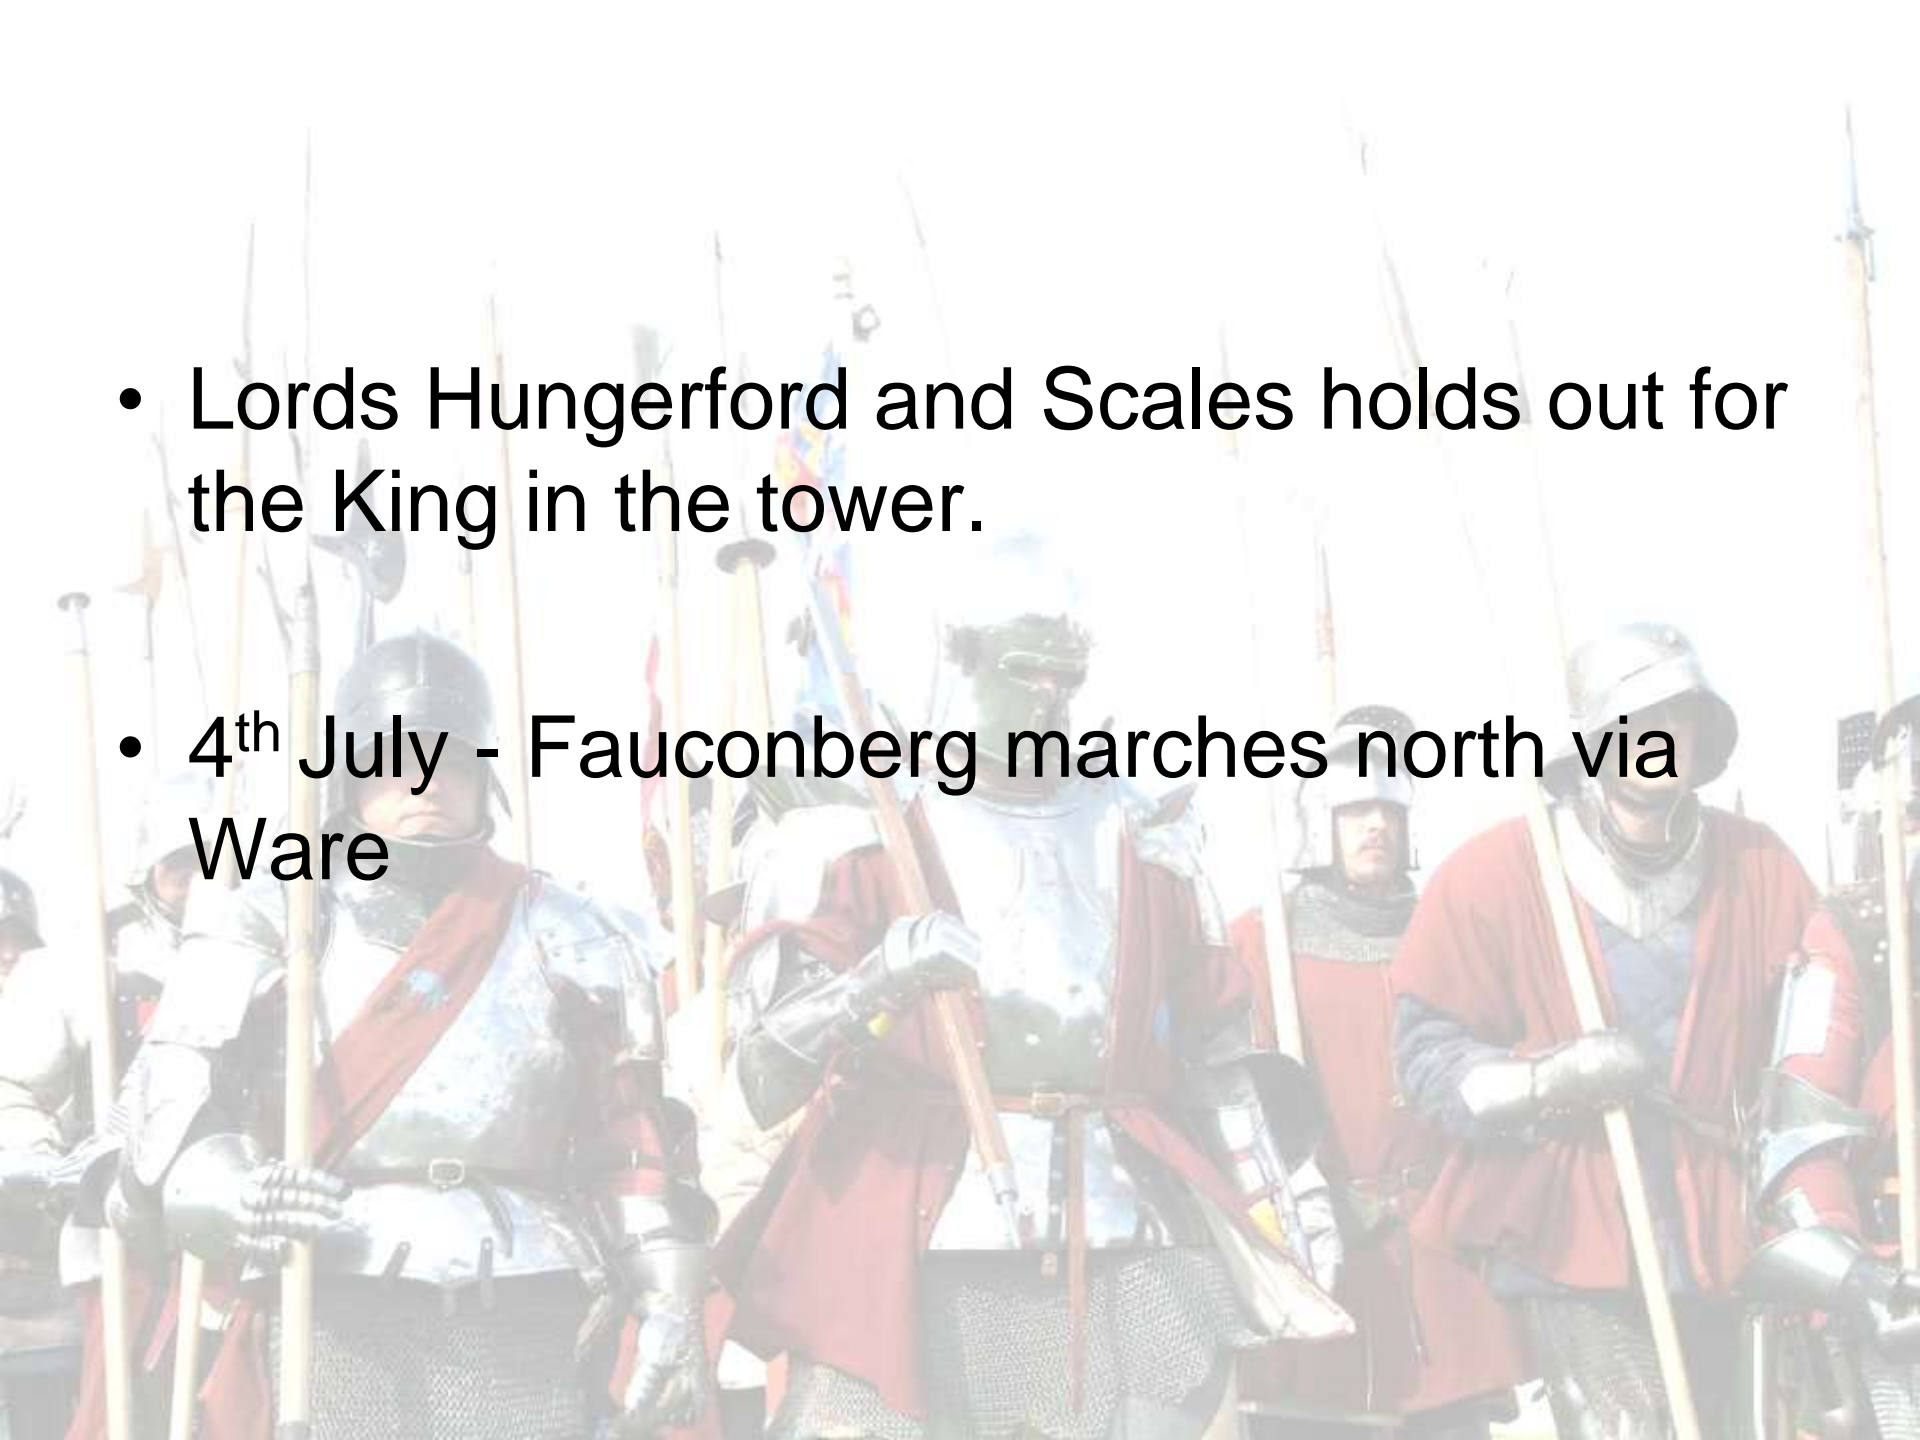 • Lords Hungerford and Scales holds out for
the King in the tower.
• 4th July - Fauconberg marches north via
Ware